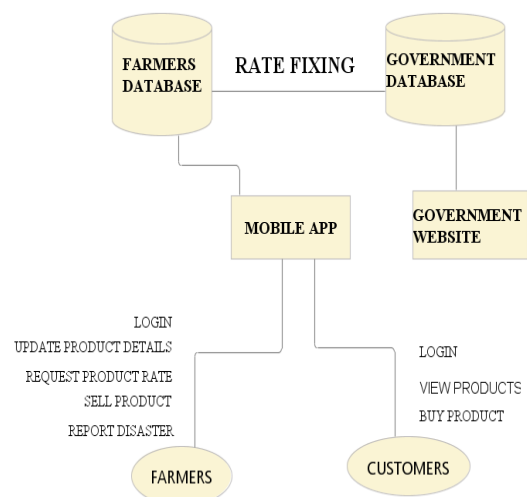 FARMERS
DATABASE
RATE FIXING
GOVERNMENT
DATABASE
MOBILE APP
GOVERNMENT
WEBSITE
LOGIN
UPDATE PRODUCT DETAILS
REQUEST PRODUCT RATE
SELL PRODUCT
REPORT DISASTER
LOGIN
VIEW PRODUCTS
BUY PRODUCT
FARMERS
CUSTOMERS